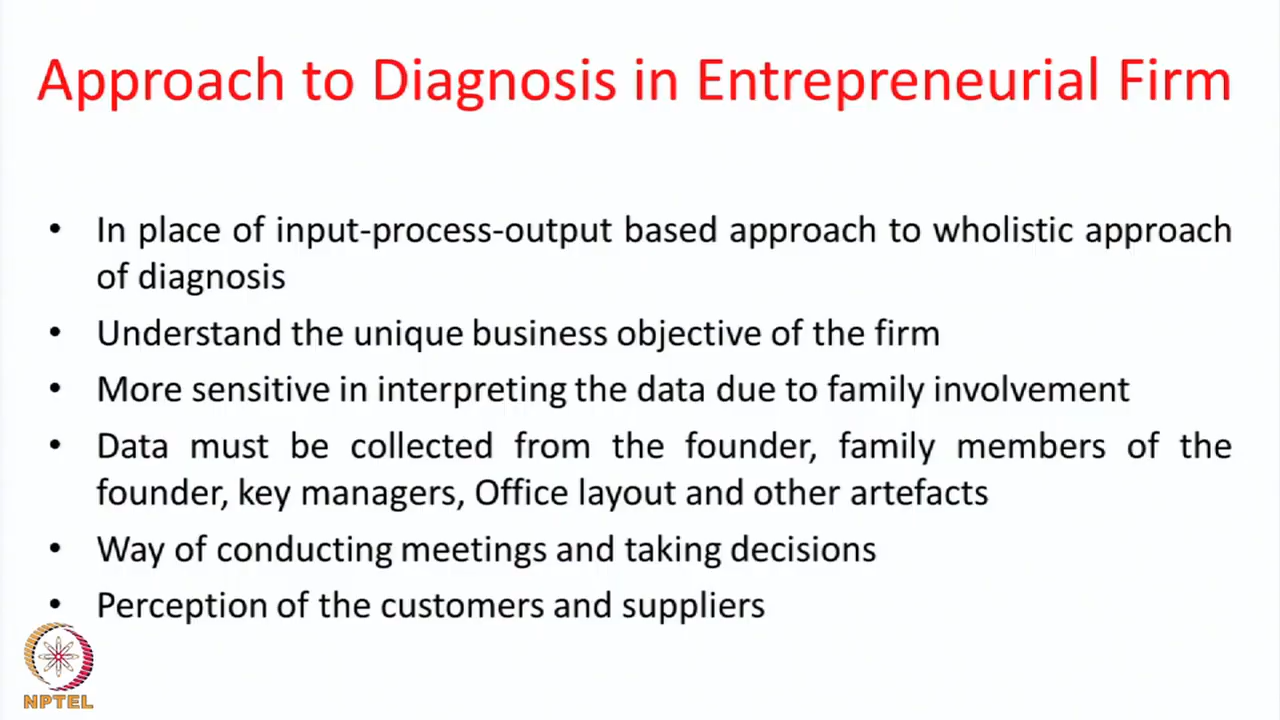 Approach to Diagnosis in Entrepreneurial Firm
• In place of input-process-output based approach to wholistic approach
of diagnosis
• Understand the unique business objective of the firm
• More sensitive in interpreting the data due to family involvement
• Data must be collected from the founder, family members of the
founder, key managers, Office layout and other artefacts
• Way of conducting meetings and taking decisions
• Perception of the customers and suppliers
NPTEL